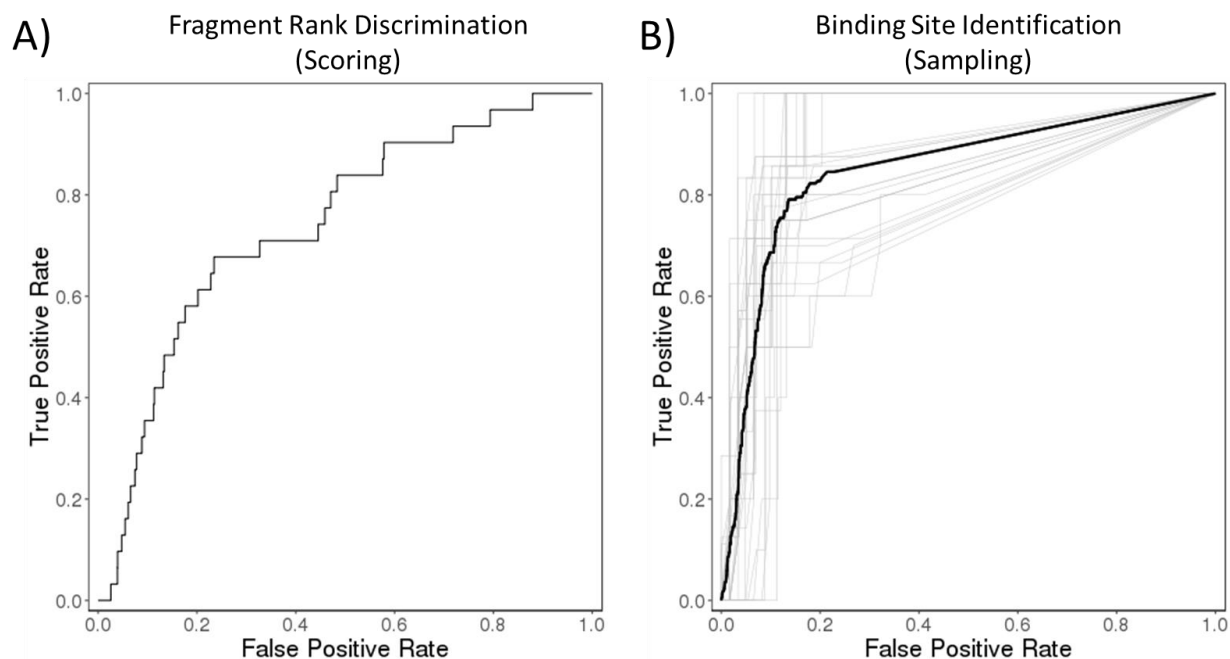 A)
Fragment Rank Discrimination
(Scoring)
True Positive Rate
1.0
0.8
0.6
0.4
0.2
0.0
0.0 0.2 0.4 0.6 0.8 1.0
False Positive Rate
B)
Binding Site Identification
(Sampling)
True Positive Rate
1.0
0.8
0.6
0.4
0.2
0.0
0.0 0.2 0.4 0.6 0.8 1.0
False Positive Rate